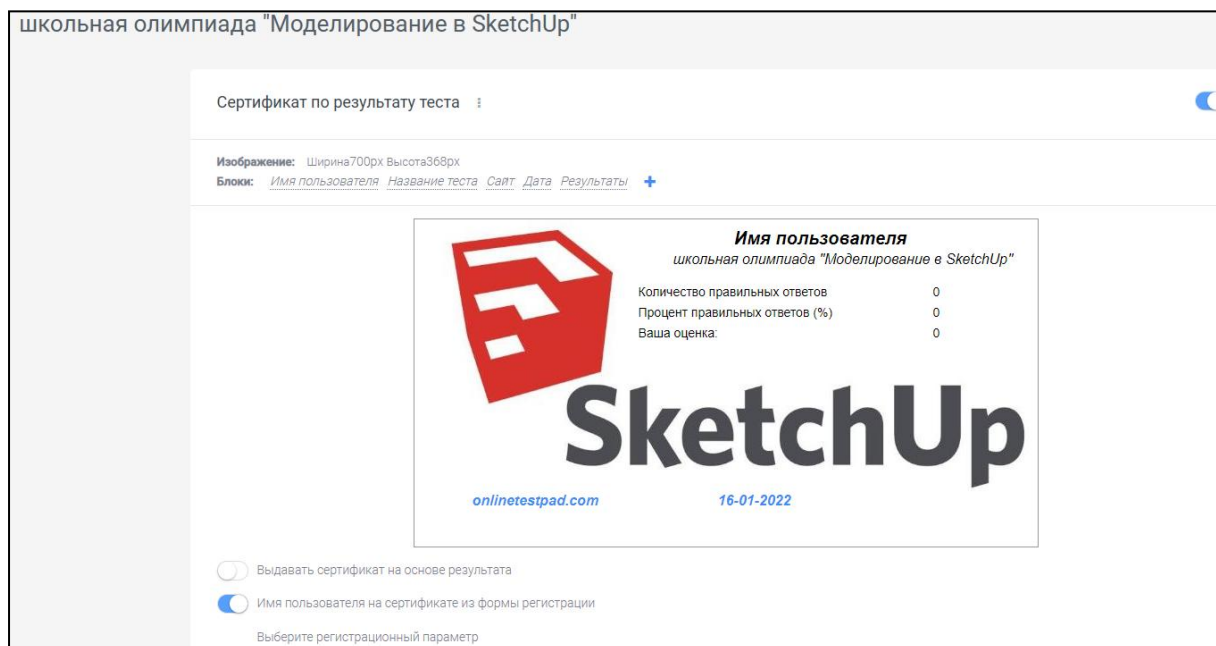 школьная олимпиада "Моделирование в SketchUp"
Сертификат по результату теста
Изображение: Ширина700px Высота368px
Блоки: Имя пользователя Название теста Сайт Дата Результаты +
Имя пользователя
школьная олимпиада "Моделирование в SketchUp"
Количество правильных ответов 0
Процент правильных ответов (%) 0
Ваша оценка: 0
SketchUp
onlinetestpad.com 16-01-2022
Выдавать сертификат на основе результата
Имя пользователя на сертификате из формы регистрации
Выберите регистрационный параметр